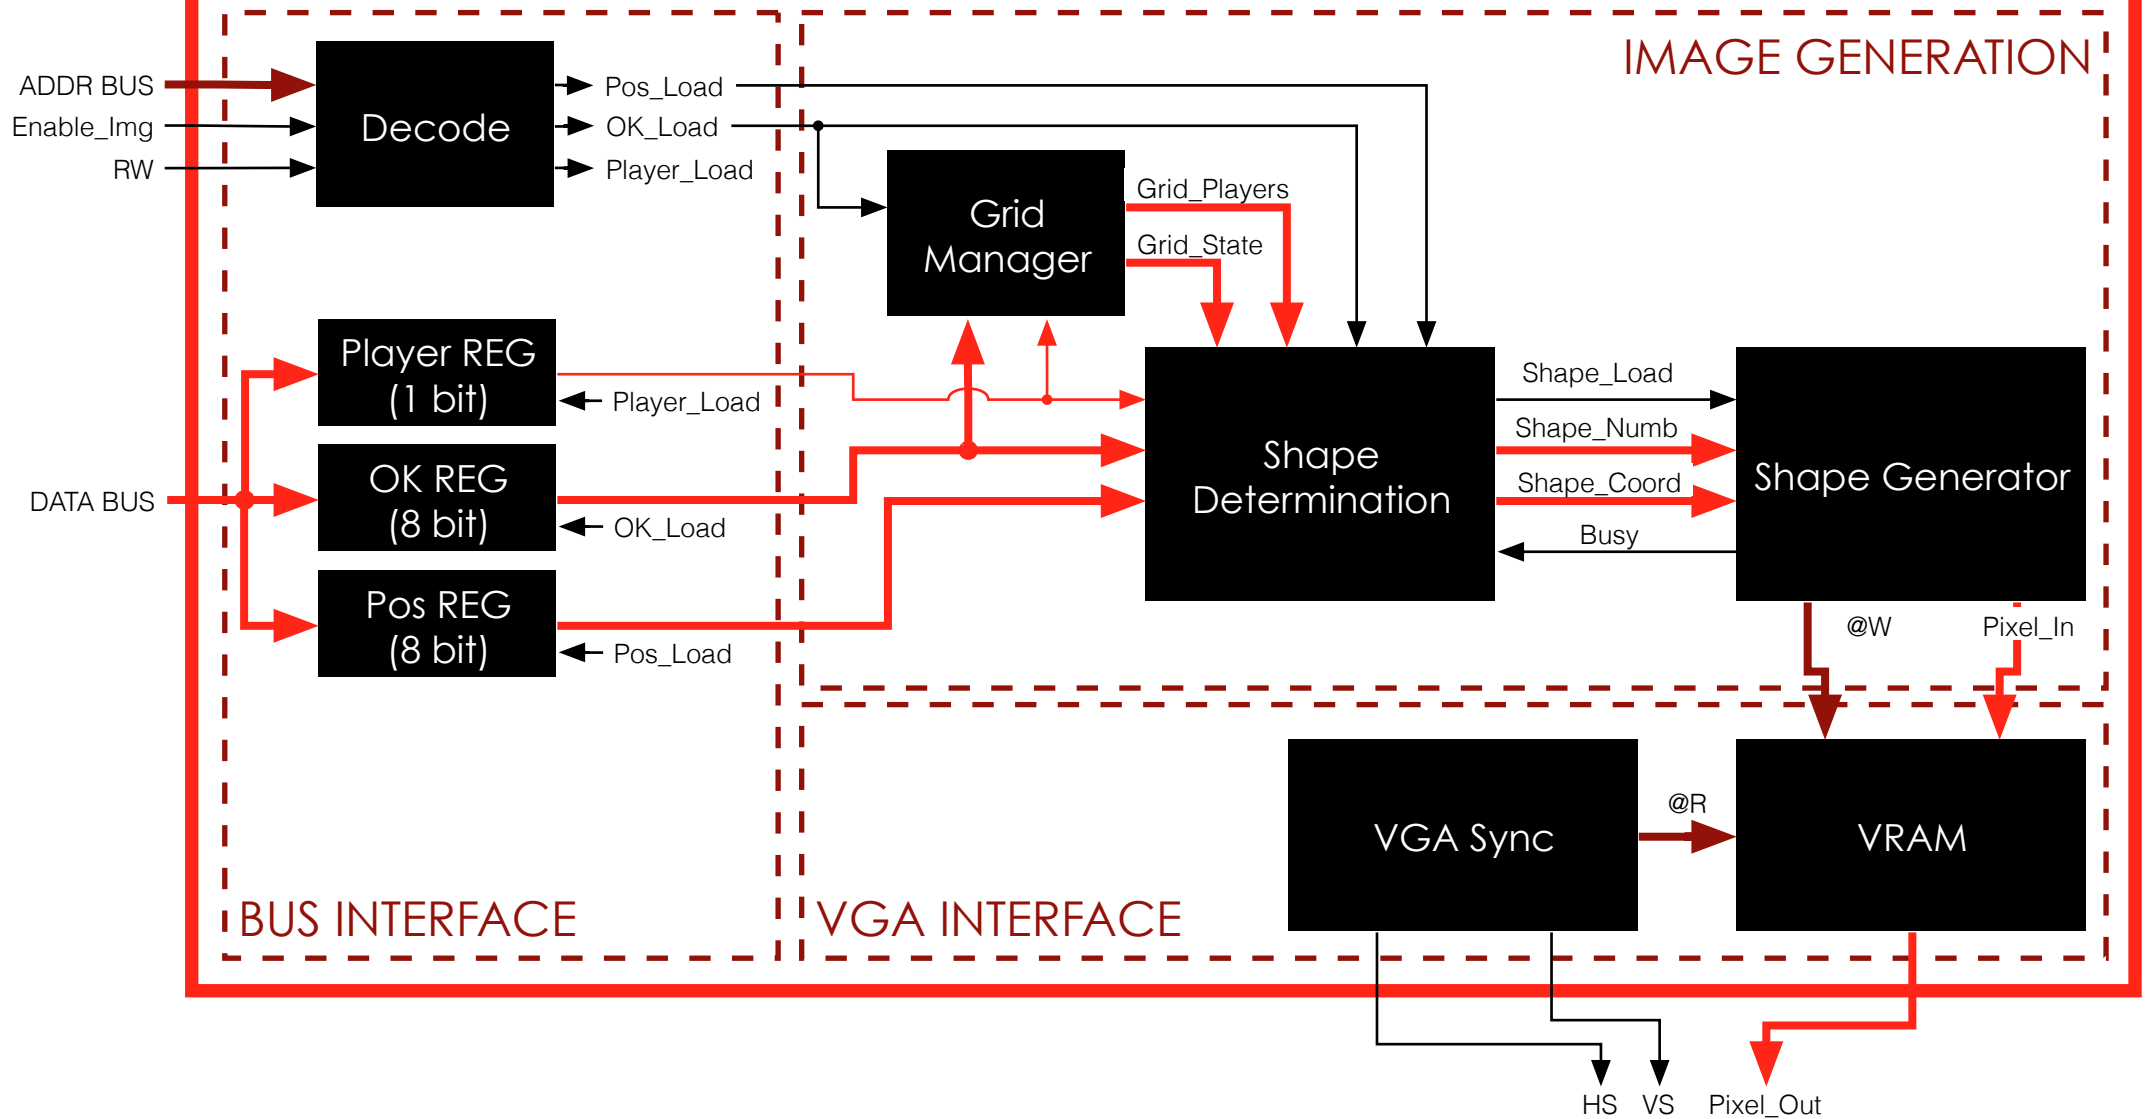 IMAGE GENERATION
ADDR BUS
Enable_Img
RW
Decode
Pos_Load
OK_Load
Player_Load
Grid
Manager
Grid_Players
Grid_State
Player REG
(1 bit)
Player_Load
OK REG
(8 bit)
OK_Load
DATA BUS
Pos REG
(8 bit)
Pos_Load
Shape
Determination
Shape_Load
Shape_Numb
Shape_Coord
Busy
Shape Generator
@W
Pixel_In
VGA Sync
@R
VRAM
BUS INTERFACE
VGA INTERFACE
HS
VS
Pixel_Out